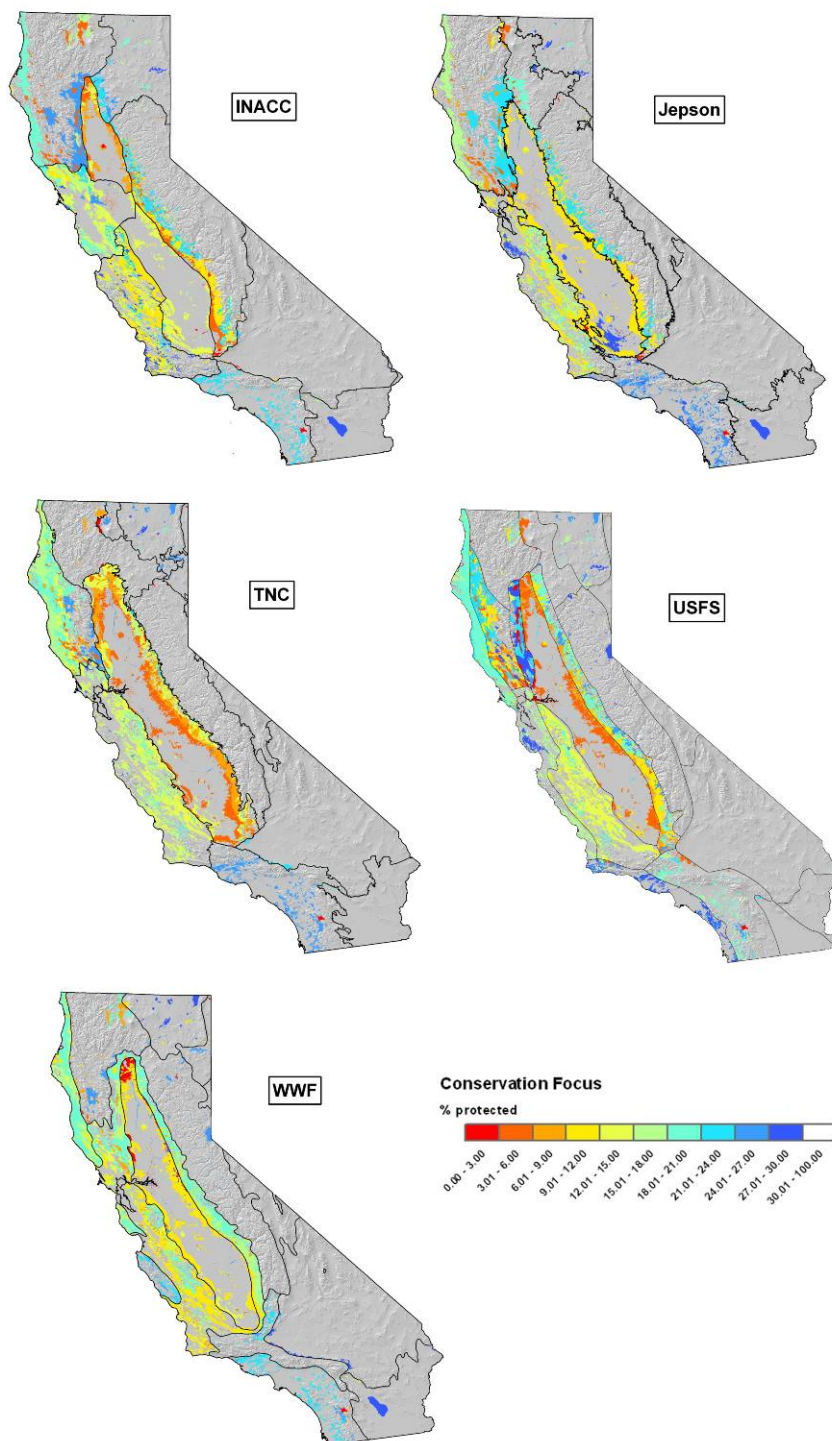 INACC
Jepson
TNC
USFS
WWF
Conservation Focus
% protected
0.00 - 3.00
3.01 - 6.00
6.01 - 9.00
9.01 - 12.00
12.01 - 15.00
15.01 - 18.00
18.01 - 21.00
21.01 - 24.00
24.01 - 27.00
27.01 - 30.00
30.01 - 100.00